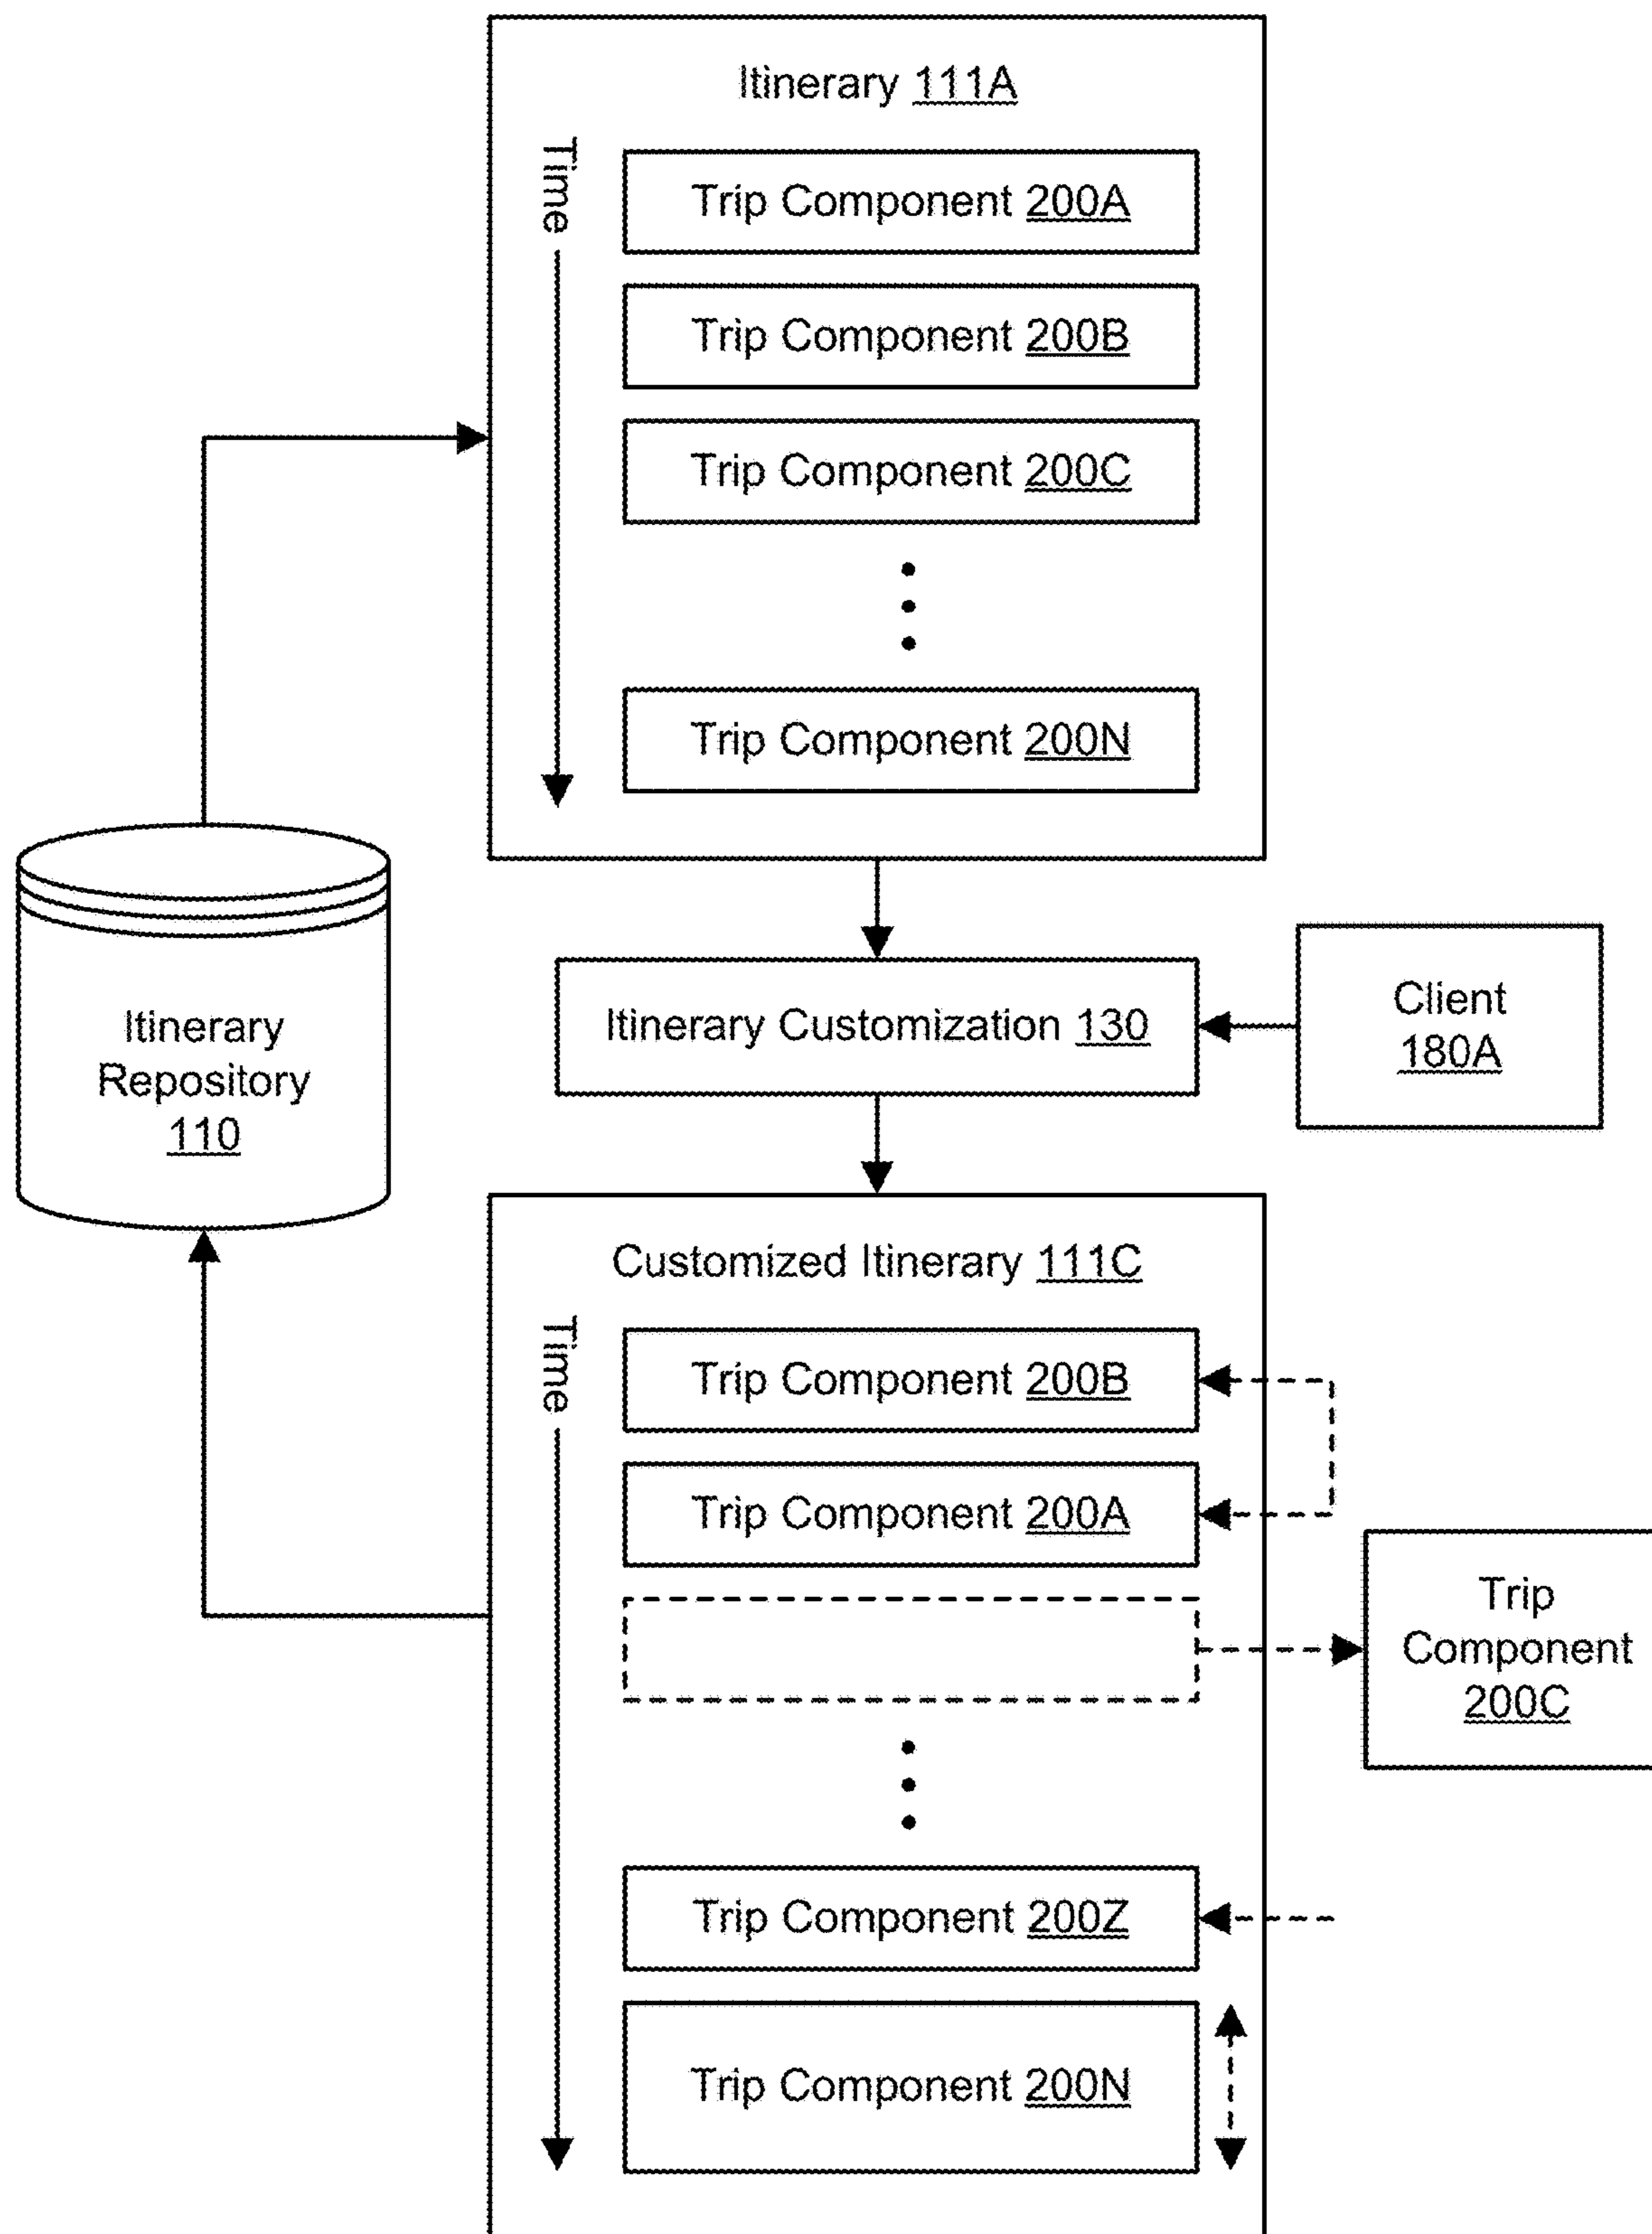 Itinerary 111A
Time
Trip Component 200A
Trip Component 200B
Trip Component 200C
Trip Component 200N
Itinerary
Repository
110
Itinerary Customization 130
Client
180A
Customized Itinerary 111C
Time
Trip Component 200B
Trip Component 200A
Trip
Component
200C
Trip Component 200Z
Trip Component 200N